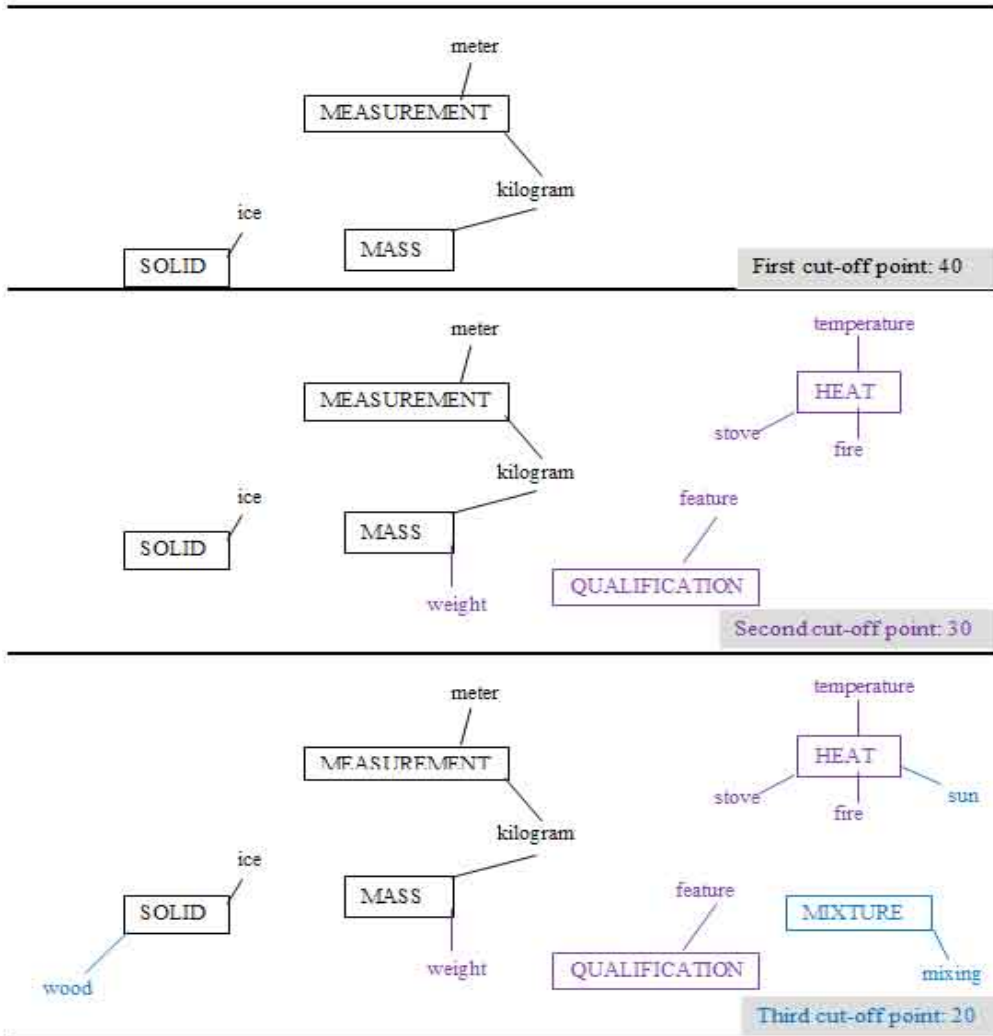 meter
MEASUREMENT
kilogram
ice
MASS
SOLID
First cut-off point: 40
temperature
meter
HEAT
MEASUREMENT
stove
fire
kilogram
ice
feature
MASS
SOLID
QUALIFICATION
weight
Second cut-off point: 30
temperature
meter
HEAT
MEASUREMENT
stove
sun
fire
kilogram
ice
feature
MASS
SOLID
MIXTURE
weight
QUALIFICATION
mixing
wood
Third cut-off point: 20